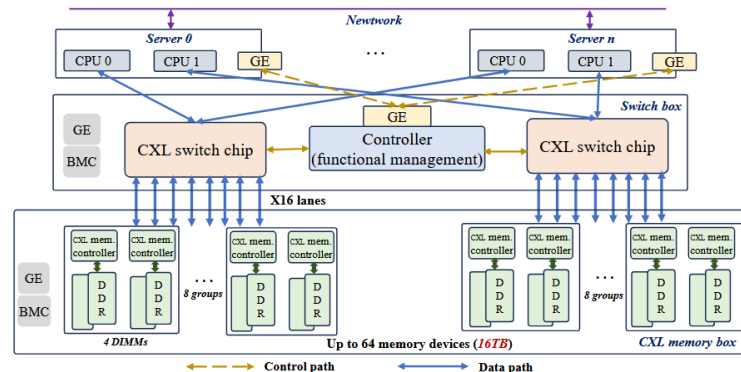 Newtwork
Server 0
CPU 0
CPU 1
GE
...
Server n
CPU 0
CPU 1
GE
Switch box
GE
BMC
CXL switch chip
GE
Controller
(functional management)
CXL switch chip
X16 lanes
CXL mem.
controller
CXL mem.
controller
CXL mem.
controller
CXL mem.
controller
CXL mem.
controller
CXL mem.
controller
CXL mem.
controller
CXL mem.
controller
GE
BMC
D
D
R
D
D
R
...
8 groups
D
D
R
D
D
R
D
D
R
D
D
R
...
8 groups
D
D
R
D
D
R
4 DIMMs
Up to 64 memory devices (16TB)
CXL memory box
Control path
Data path